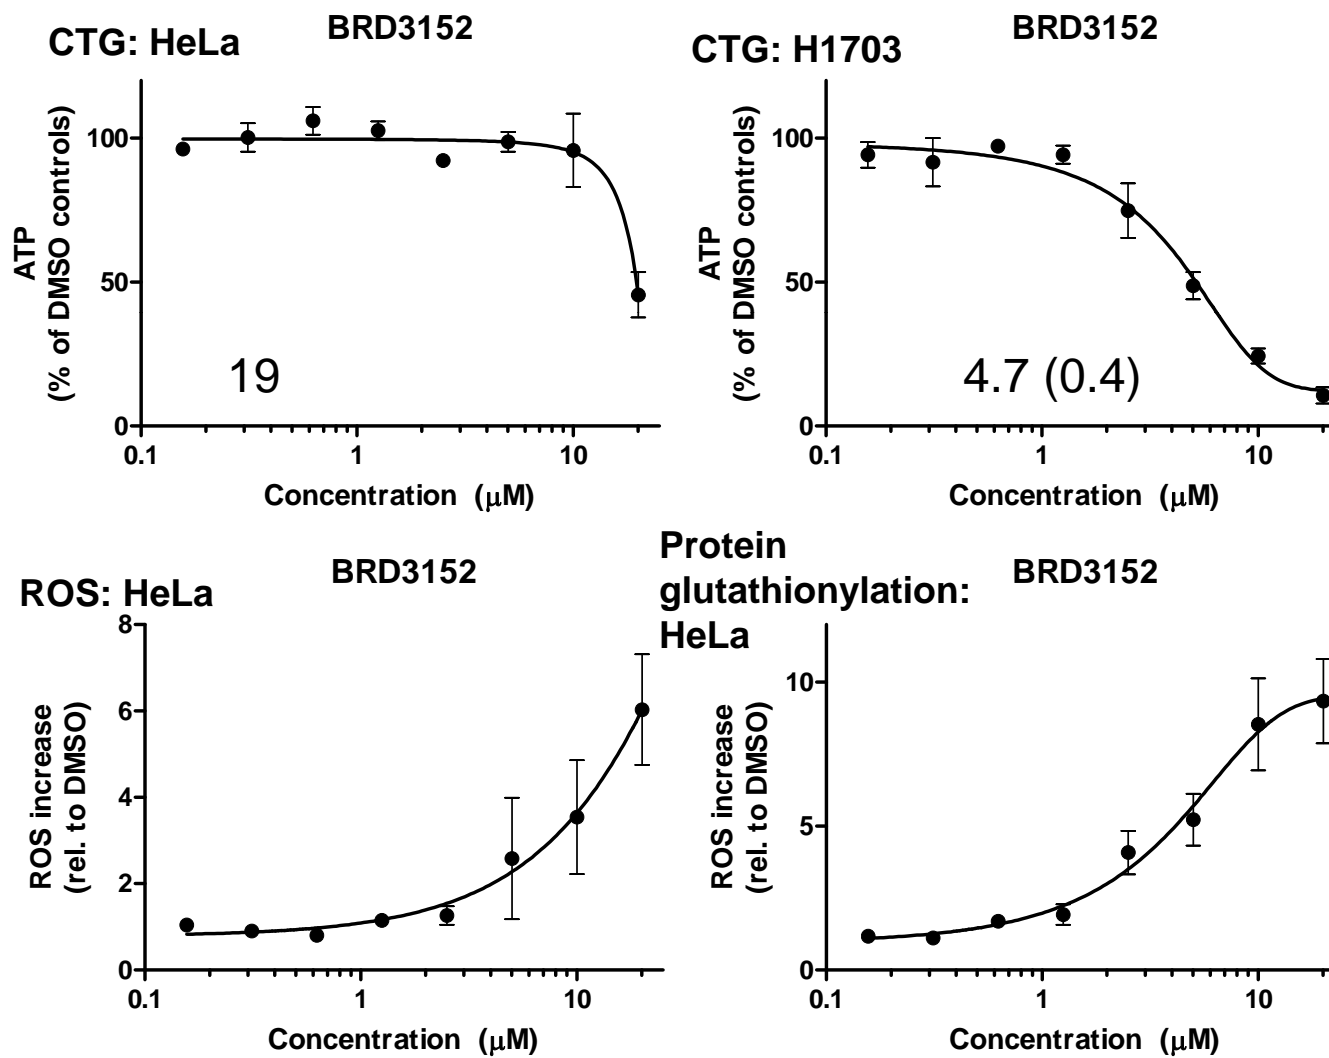 CTG: HeLa
BRD3152
ATP
(% of DMSO controls)
100
50
0
19
0.1
1
10
Concentration (μM)
CTG: H1703
BRD3152
ATP
(% of DMSO controls)
100
50
0
4.7 (0.4)
0.1
1
10
Concentration (μM)
ROS: HeLa
BRD3152
ROS increase
(rel. to DMSO)
8
6
4
2
0
0.1
1
10
Concentration (μM)
Protein
glutathionylation:
HeLa
BRD3152
ROS increase
(rel. to DMSO)
10
5
0
0.1
1
10
Concentration (μM)